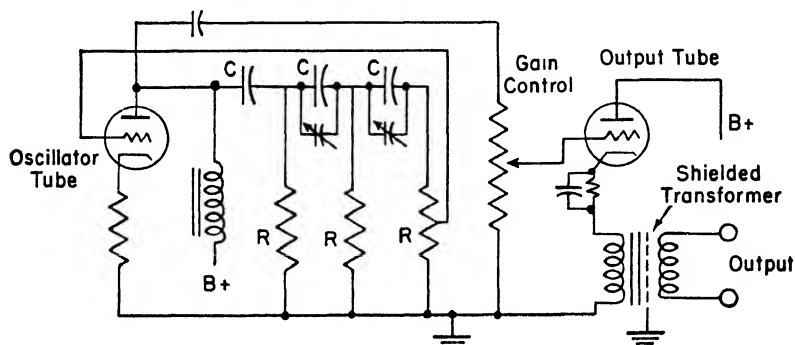 C
C
C
Gain
Control
Output Tube
B+
Oscillator
Tube
Shielded
Transformer
R
R
R
B+
Output